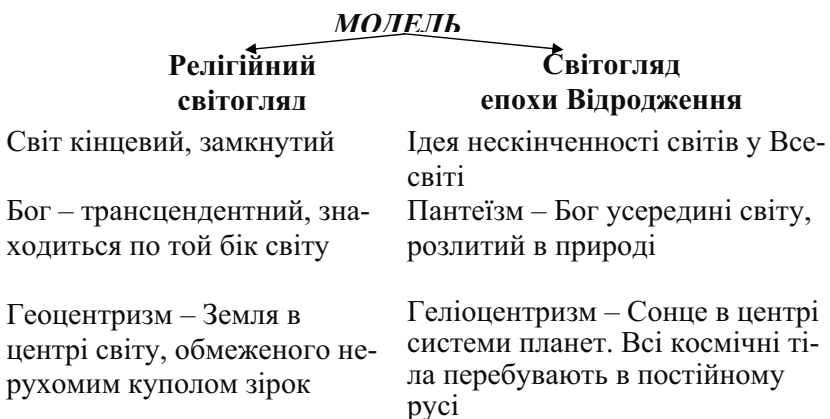 МОДЕЛЬ
Релігійний
світогляд
Світогляд
епохи Відродження
Світ кінцевий, замкнутий
Ідея нескінченності світів у Все-
світі
Бог – трансцендентний, зна-
ходиться по той бік світу
Пантеїзм – Бог усередині світу,
розлитий в природі
Геоцентризм – Земля в
центрі світу, обмеженого не-
рухомим куполом зірок
Геліоцентризм – Сонце в центрі
системи планет. Всі космічні ті-
ла перебувають в постійному
русі